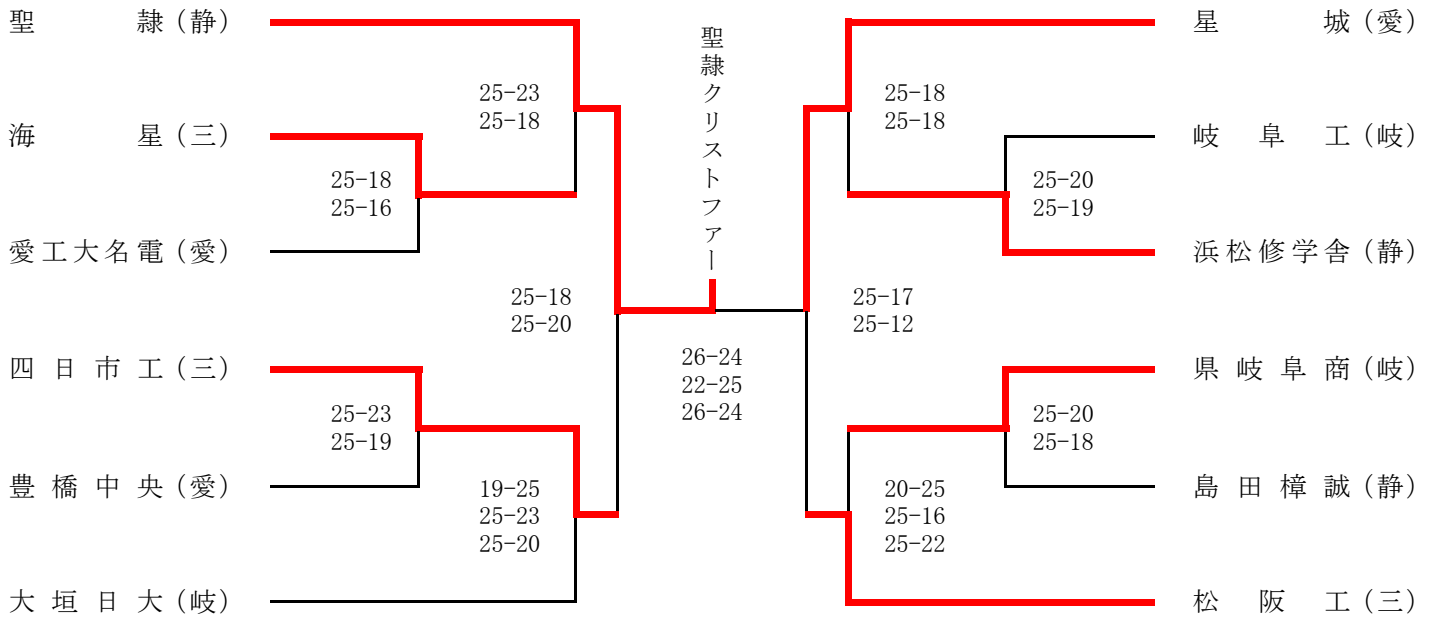 聖隷(静)
海星(三)
愛工大名電(愛)
四日市工(三)
豊橋中央(愛)
大垣日大(岐)
25-23
25-18
25-18
25-16
25-18
25-20
25-23
25-19
19-25
25-23
25-20
聖隷クリストファー
26-24
22-25
26-24
25-18
25-18
25-20
25-19
25-17
25-12
25-20
25-18
20-25
25-16
25-22
星城(愛)
岐阜工(岐)
浜松修学舎(静)
県岐阜商(岐)
島田樟誠(静)
松阪工(三)